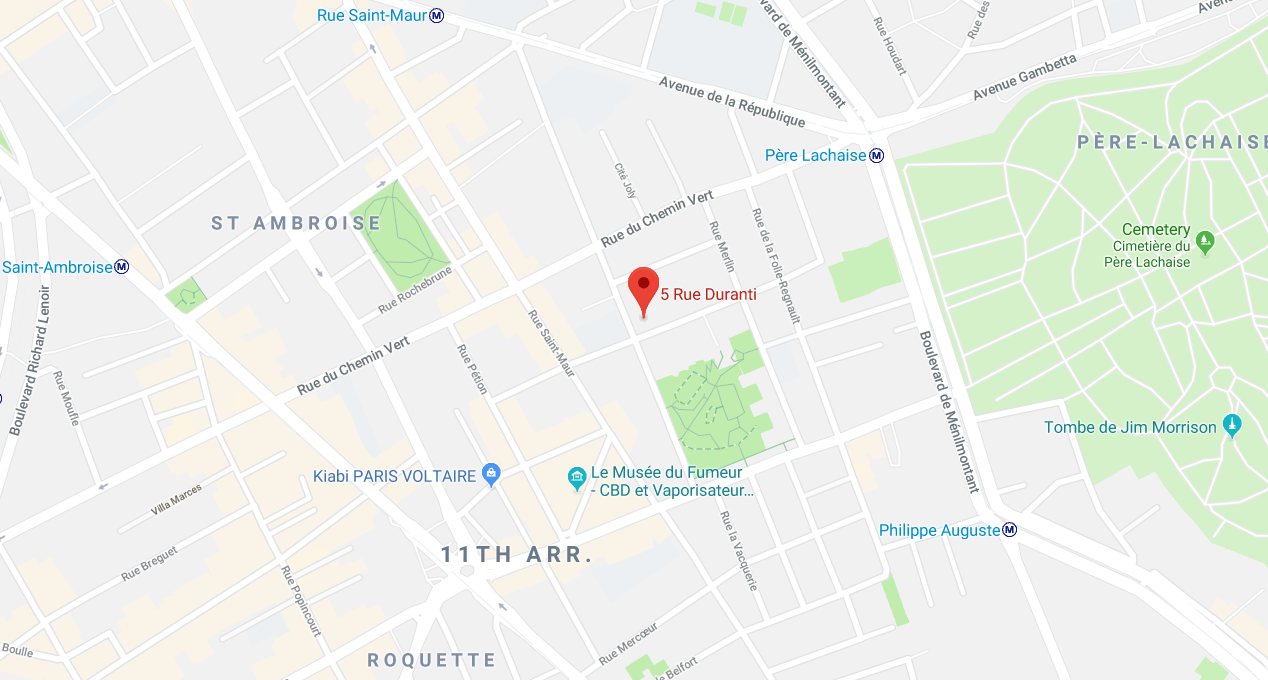 Rue Saint-Maur
Boulevard de Ménilmontant
Rue Houdart
Rue des
Avenue
Avenue Gambetta
Avenue de la République
Père Lachaise
PÈRE-LACHAISE
Cité Joly
Rue du Chemin Vert
ST AMBROISE
Rue Merlin
Rue de la Folie-Regnault
Cemetery
Cimetière du
Père Lachaise
Saint-Ambroise
Rue Rochebrune
5 Rue Duranti
Boulevard Richard Lenoir
Rue Saint-Maur
Rue du Chemin Vert
Rue Pétion
Rue Moufle
Boulevard de Ménilmontant
Tombe de Jim Morrison
Kiabi PARIS VOLTAIRE
Le Musée du Fumeur
- CBD et Vaporisateur...
Villa Marces
Rue la Vacquerie
Philippe Auguste
11TH ARR.
Rue Breguet
Rue Popincourt
Rue Mercœur
Boulle
ROQUETTE
de Belfort